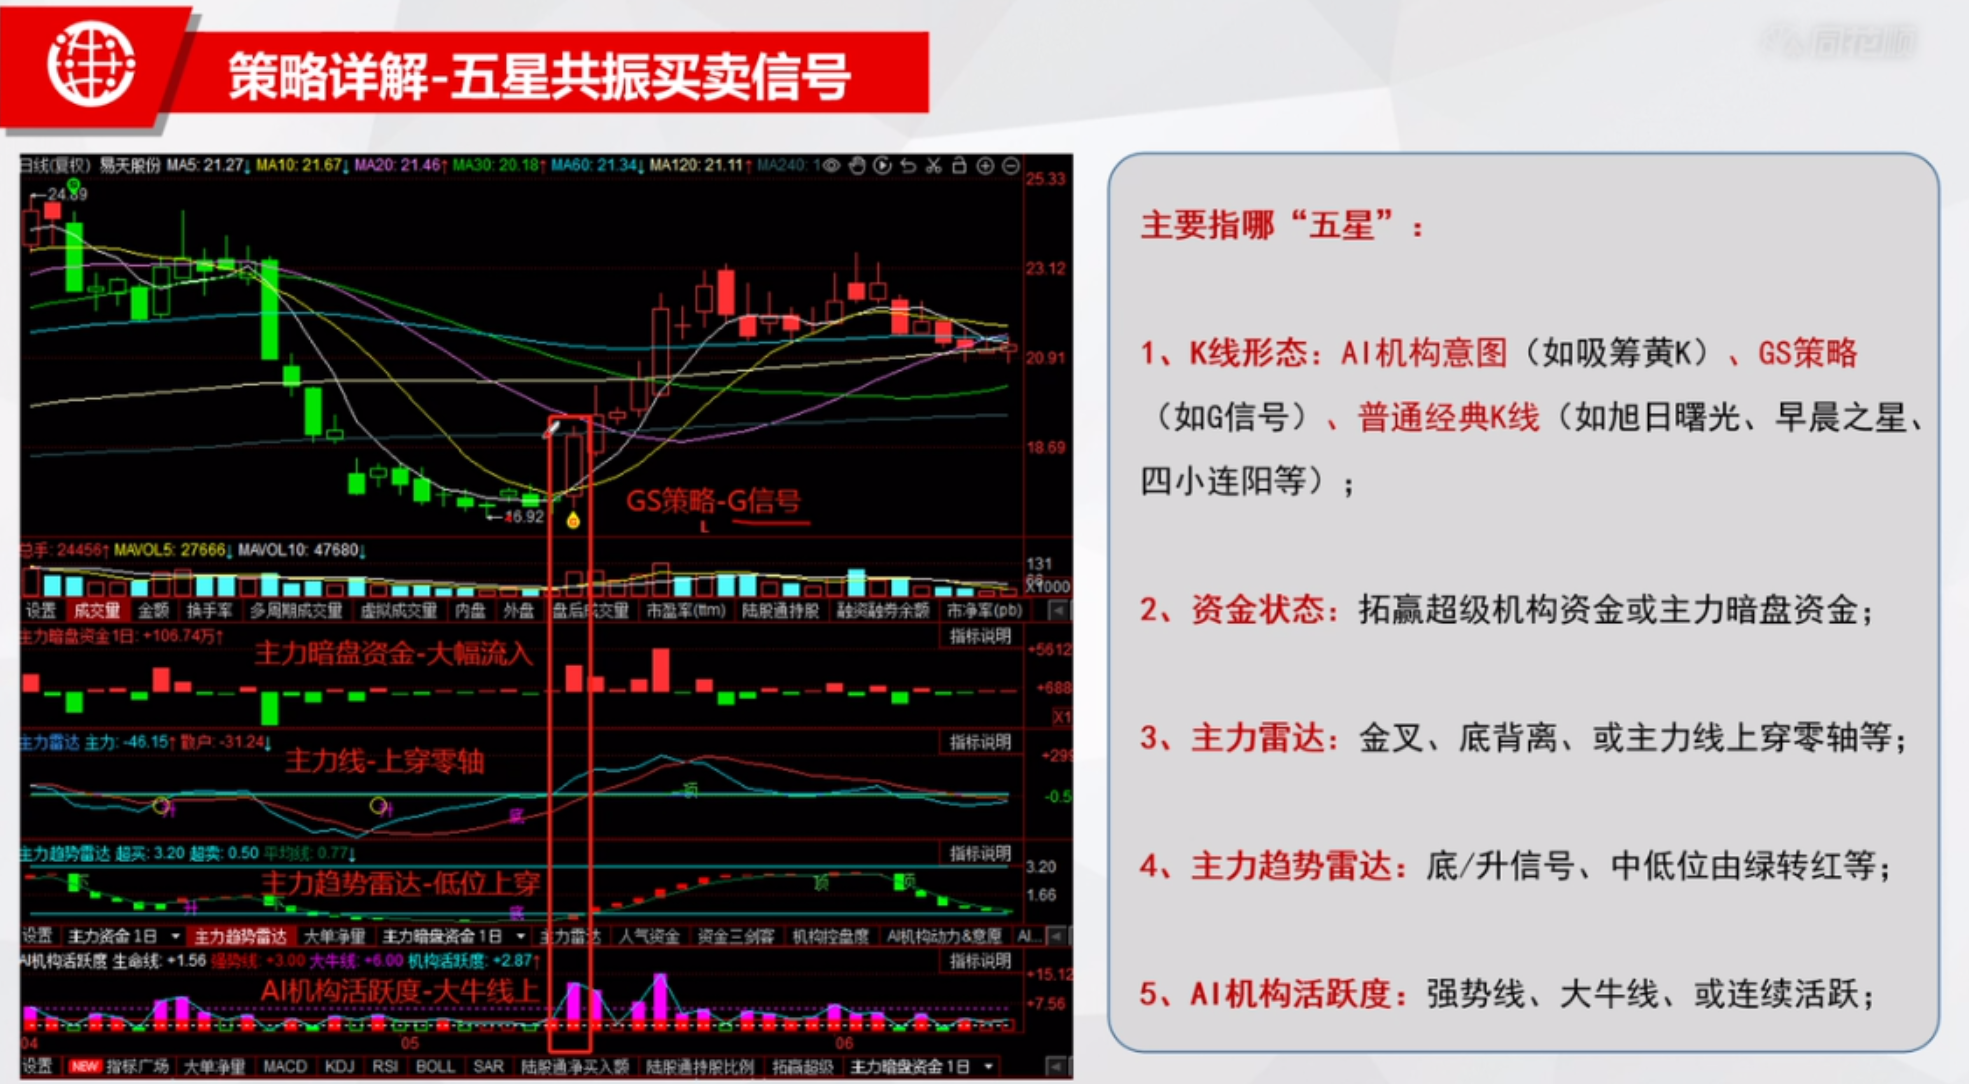 策略详解-五星共振买卖信号
日线(复权) 易天股份 MA5: 21.27↓ MA10: 21.67↓ MA20: 21.46↑ MA30: 20.18↑ MA60: 21.34↓ MA120: 21.11↑ MA240: 1
25.33
←24.89
23.12
20.91
18.69
GS策略-G信号
←16.92
总手: 24456↑ MAVOL5: 27666↓ MAVOL10: 47680↓
131
X1000
设置 成交量 金额 换手率 多周期成交量 虚拟成交量 内盘 外盘 盘后成交量 市盈率(ttm) 陆股通持股 融资融券余额 市净率(pb)
主力暗盘资金1日: +106.74万↑ 指标说明
主力暗盘资金-大幅流入
+5612
+688
X1
主力雷达 主力: -46.15↑ 散户: -31.24↓ 指标说明
主力线-上穿零轴
+299
顶
-0.5
升 升 底
主力趋势雷达 超买: 3.20 超卖: 0.50 平均线: 0.77↓ 指标说明
3.20
主力趋势雷达-低位上穿
顶 顶
1.66
升 底
设置 主力资金1日 主力趋势雷达 大单净量 主力暗盘资金1日 主力雷达 人气资金 资金三剑客 机构控盘度 AI机构动力&意愿 AI...
AI机构活跃度 生命线: +1.56 强势线: +3.00 大牛线: +6.00 机构活跃度: +2.87↑ 指标说明
+15.12
AI机构活跃度-大牛线上
+7.56
04 05 06
设置 NEW 指标广场 大单净量 MACD KDJ RSI BOLL SAR 陆股通净买入额 陆股通持股比例 拓赢超级 主力暗盘资金1日
主要指哪“五星”：
1、K线形态：AI机构意图（如吸筹黄K）、GS策略
（如G信号）、普通经典K线（如旭日曙光、早晨之星、
四小连阳等）；
2、资金状态：拓赢超级机构资金或主力暗盘资金；
3、主力雷达：金叉、底背离、或主力线上穿零轴等；
4、主力趋势雷达：底/升信号、中低位由绿转红等；
5、AI机构活跃度：强势线、大牛线、或连续活跃；